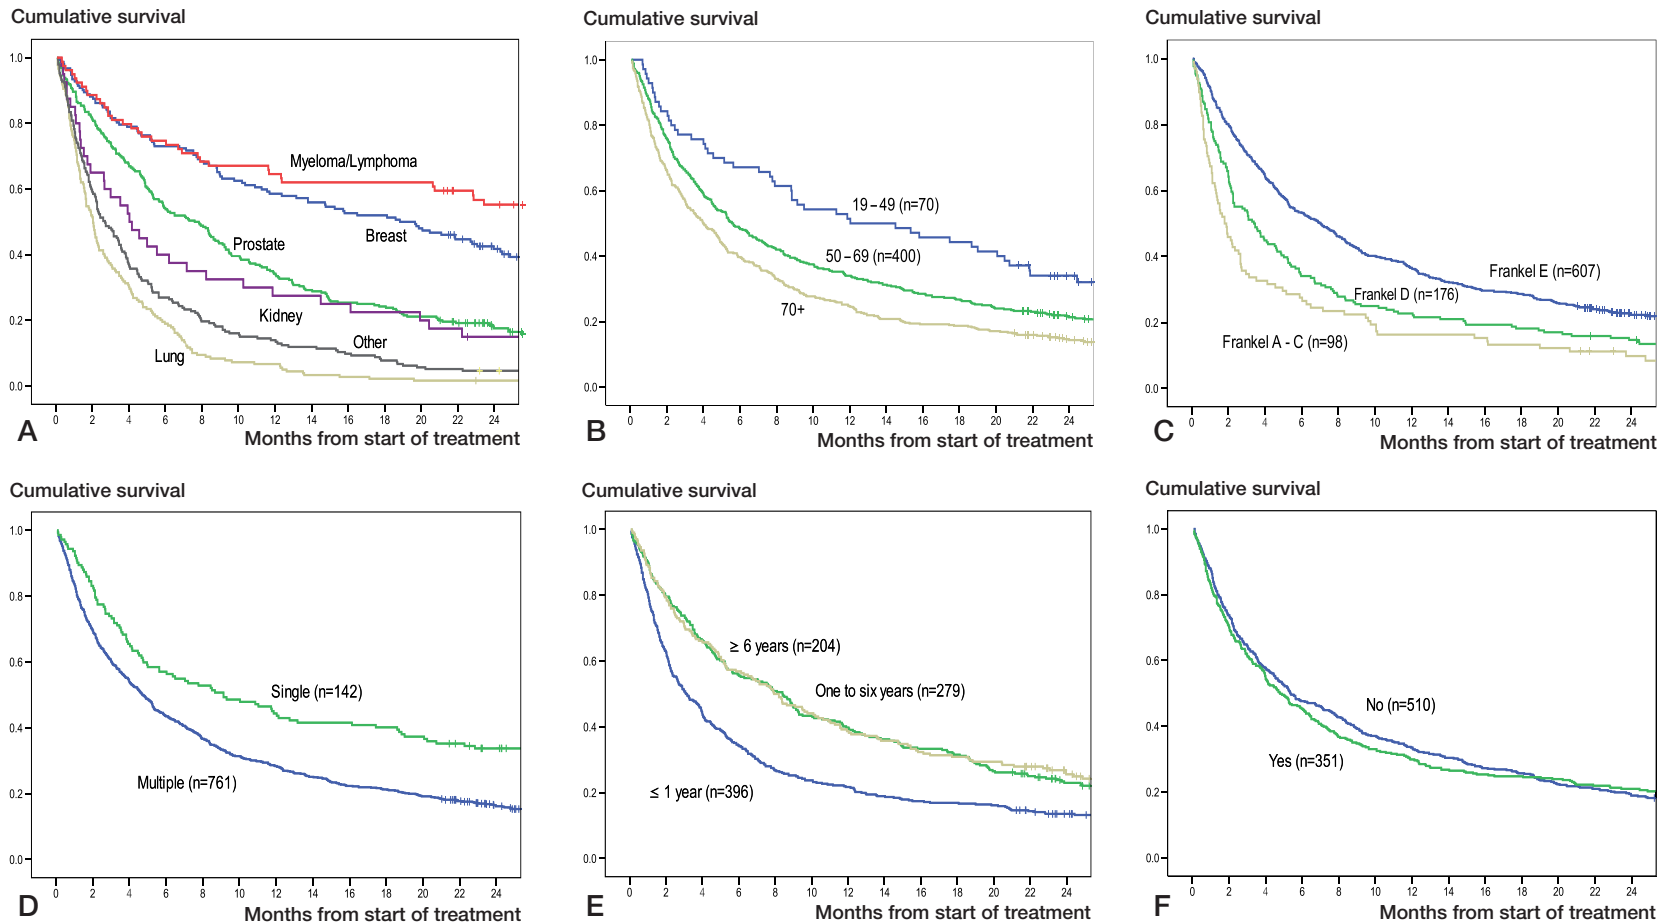 Cumulative survival
1.0
0.8
0.6
0.4
0.2
0.0
Myeloma/Lymphoma
Breast
Prostate
Kidney
Other
Lung
0 2 4 6 8 10 12 14 16 18 20 22 24
A
Months from start of treatment
Cumulative survival
1.0
0.8
0.6
0.4
0.2
0.0
19–49 (n=70)
50–69 (n=400)
70+
0 2 4 6 8 10 12 14 16 18 20 22 24
B
Months from start of treatment
Cumulative survival
1.0
0.8
0.6
0.4
0.2
0.0
Frankel E (n=607)
Frankel D (n=176)
Frankel A - C (n=98)
0 2 4 6 8 10 12 14 16 18 20 22 24
C
Months from start of treatment
Cumulative survival
1.0
0.8
0.6
0.4
0.2
0.0
Single (n=142)
Multiple (n=761)
0 2 4 6 8 10 12 14 16 18 20 22 24
D
Months from start of treatment
Cumulative survival
1.0
0.8
0.6
0.4
0.2
0.0
≥ 6 years (n=204)
One to six years (n=279)
≤ 1 year (n=396)
0 2 4 6 8 10 12 14 16 18 20 22 24
E
Months from start of treatment
Cumulative survival
1.0
0.8
0.6
0.4
0.2
0.0
No (n=510)
Yes (n=351)
0 2 4 6 8 10 12 14 16 18 20 22 24
F
Months from start of treatment